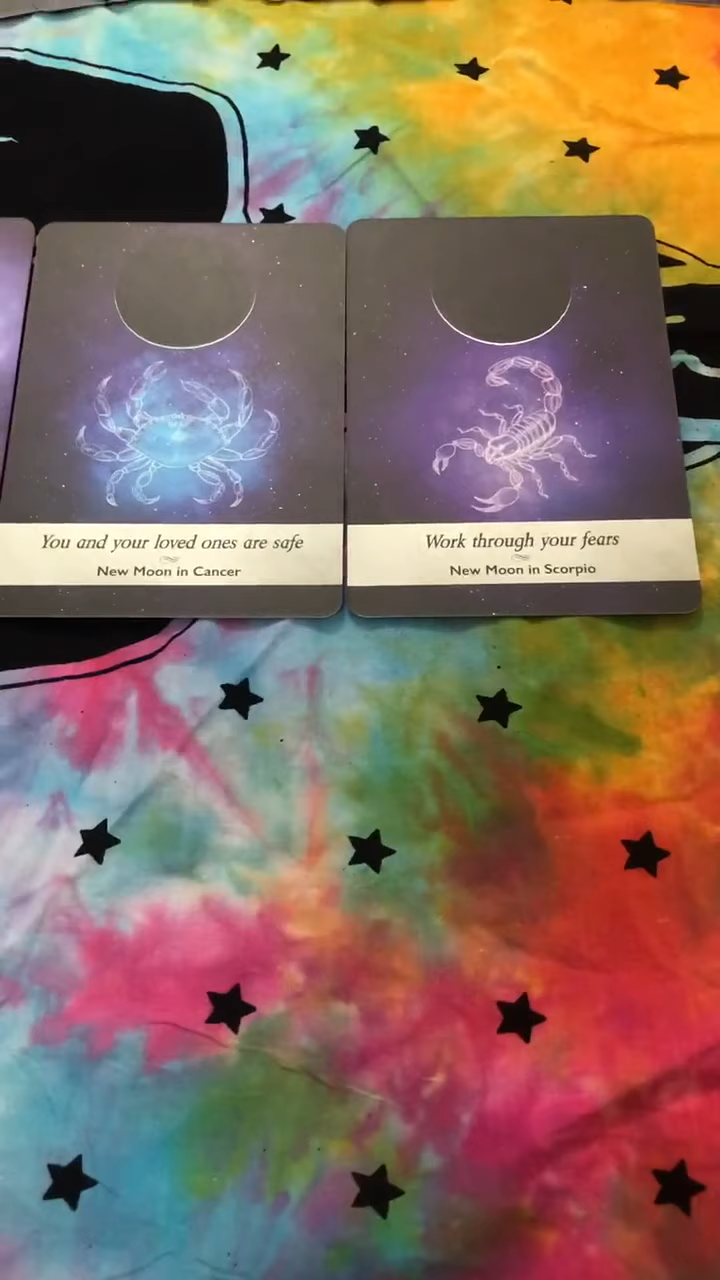 You and your loved ones are safe
New Moon in Cancer
Work through your fears
New Moon in Scorpio